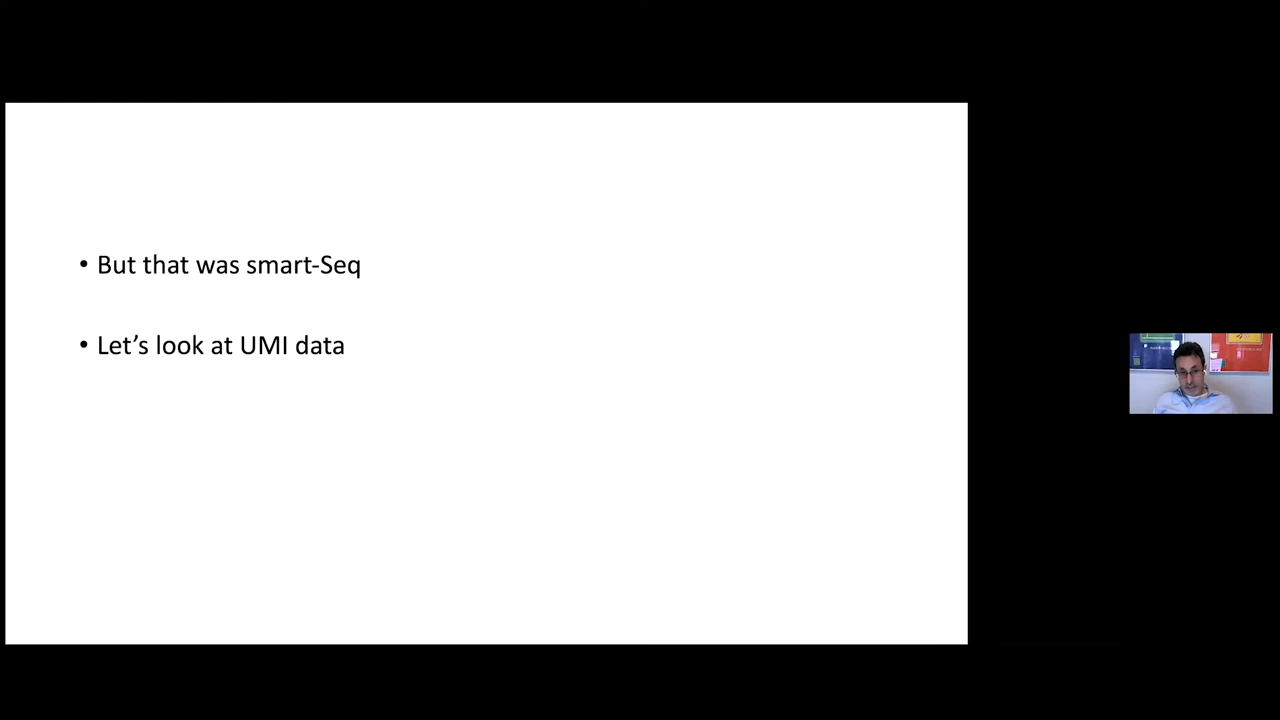 • But that was smart-Seq
• Let’s look at UMI data